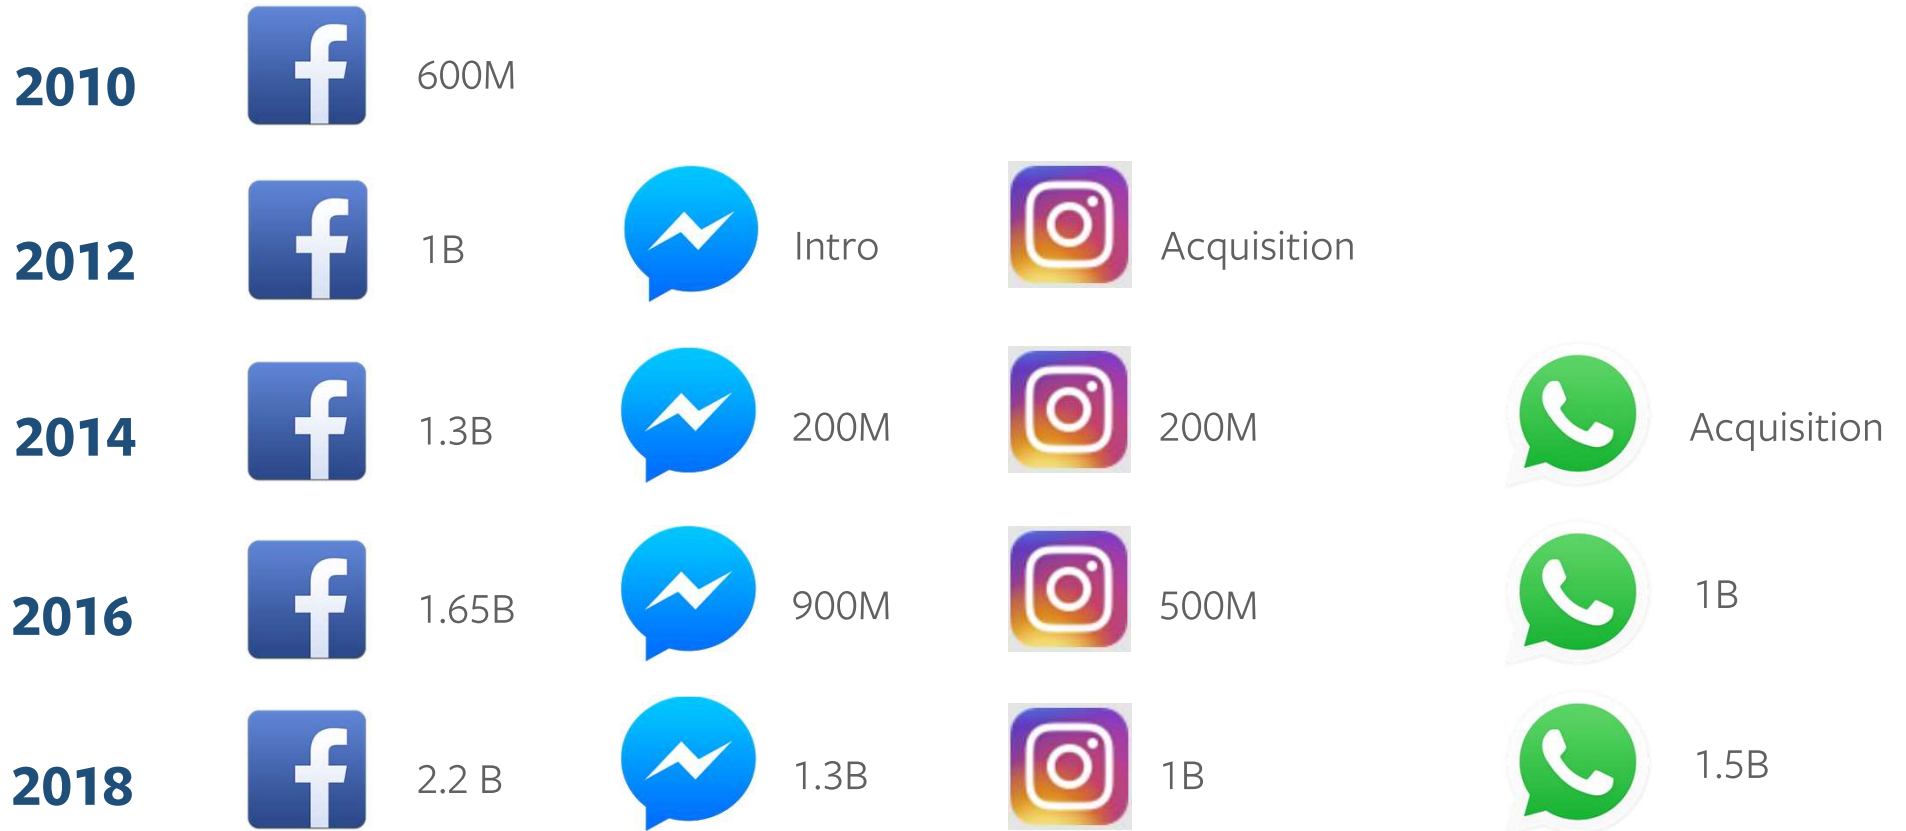 2010 600M
2012 1B Intro Acquisition
2014 1.3B 200M 200M Acquisition
2016 1.65B 900M 500M 1B
2018 2.2 B 1.3B 1B 1.5B